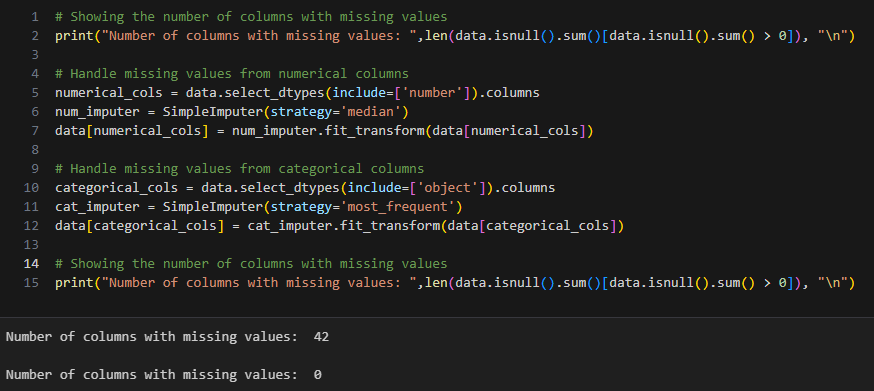 1 # Showing the number of columns with missing values
2 print("Number of columns with missing values: ",len(data.isnull().sum()[data.isnull().sum() > 0]), "\n")
3
4 # Handle missing values from numerical columns
5 numerical_cols = data.select_dtypes(include=['number']).columns
6 num_imputer = SimpleImputer(strategy='median')
7 data[numerical_cols] = num_imputer.fit_transform(data[numerical_cols])
8
9 # Handle missing values from categorical columns
10 categorical_cols = data.select_dtypes(include=['object']).columns
11 cat_imputer = SimpleImputer(strategy='most_frequent')
12 data[categorical_cols] = cat_imputer.fit_transform(data[categorical_cols])
13
14 # Showing the number of columns with missing values
15 print("Number of columns with missing values: ",len(data.isnull().sum()[data.isnull().sum() > 0]), "\n")
Number of columns with missing values:  42
Number of columns with missing values:  0